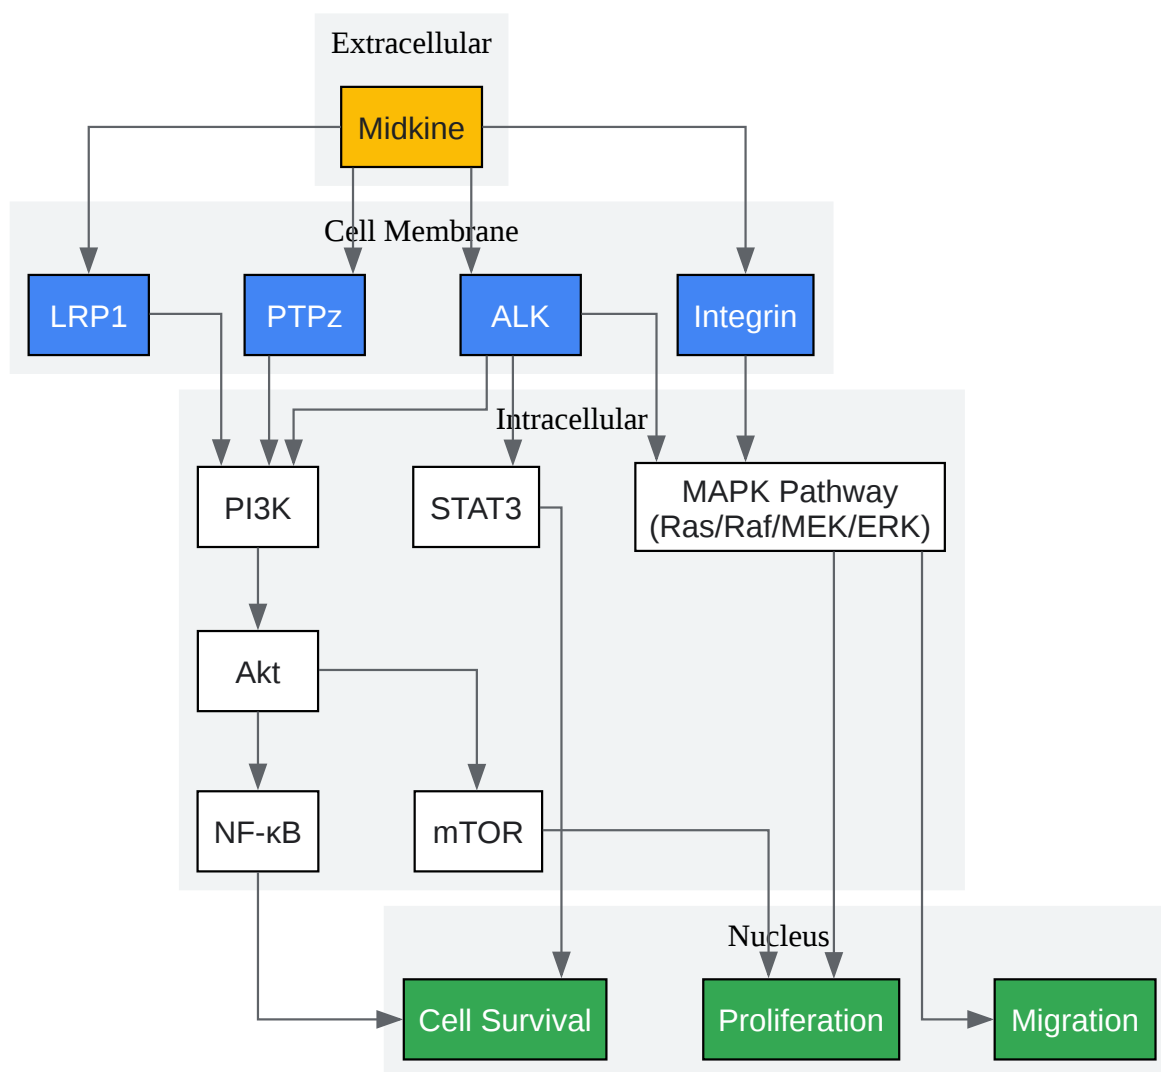 Extracellular
Midkine
Cell Membrane
LRP1
PTPz
ALK
Integrin
Intracellular
PI3K
STAT3
MAPK Pathway
(Ras/Raf/MEK/ERK)
Akt
NF-κB
mTOR
Nucleus
Cell Survival
Proliferation
Migration